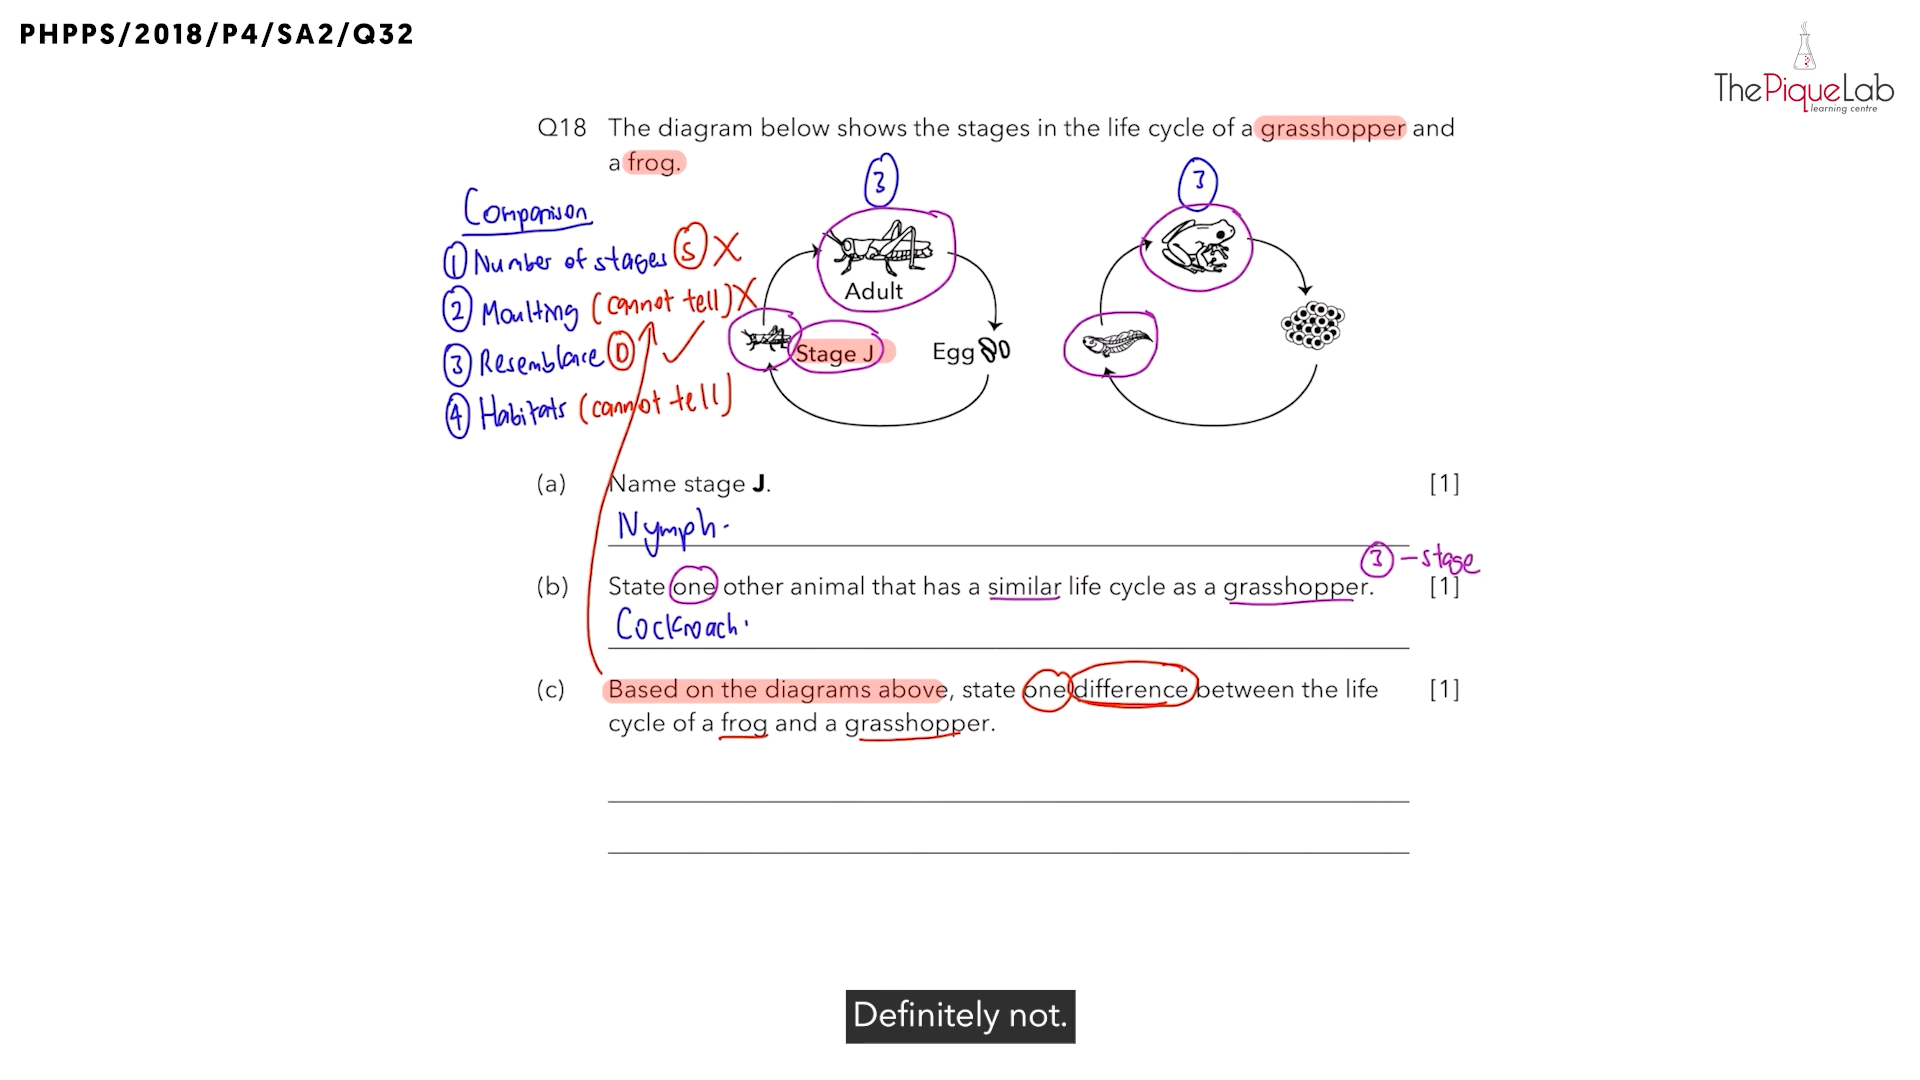 PHPPS/2018/P4/SA2/Q32
ThePiqueLab
learning centre
Q18 The diagram below shows the stages in the life cycle of a grasshopper and
a frog.
3
3
Comparison
1 Number of stages S X
2 Moulting (cannot tell) X
3 Resemblance D ✓
4 Habitats (cannot tell)
Adult
Stage J
Egg
(a) Name stage J. [1]
Nymph.
3 - stage
(b) State one other animal that has a similar life cycle as a grasshopper. [1]
Cockroach.
(c) Based on the diagrams above, state one difference between the life [1]
cycle of a frog and a grasshopper.
Definitely not.